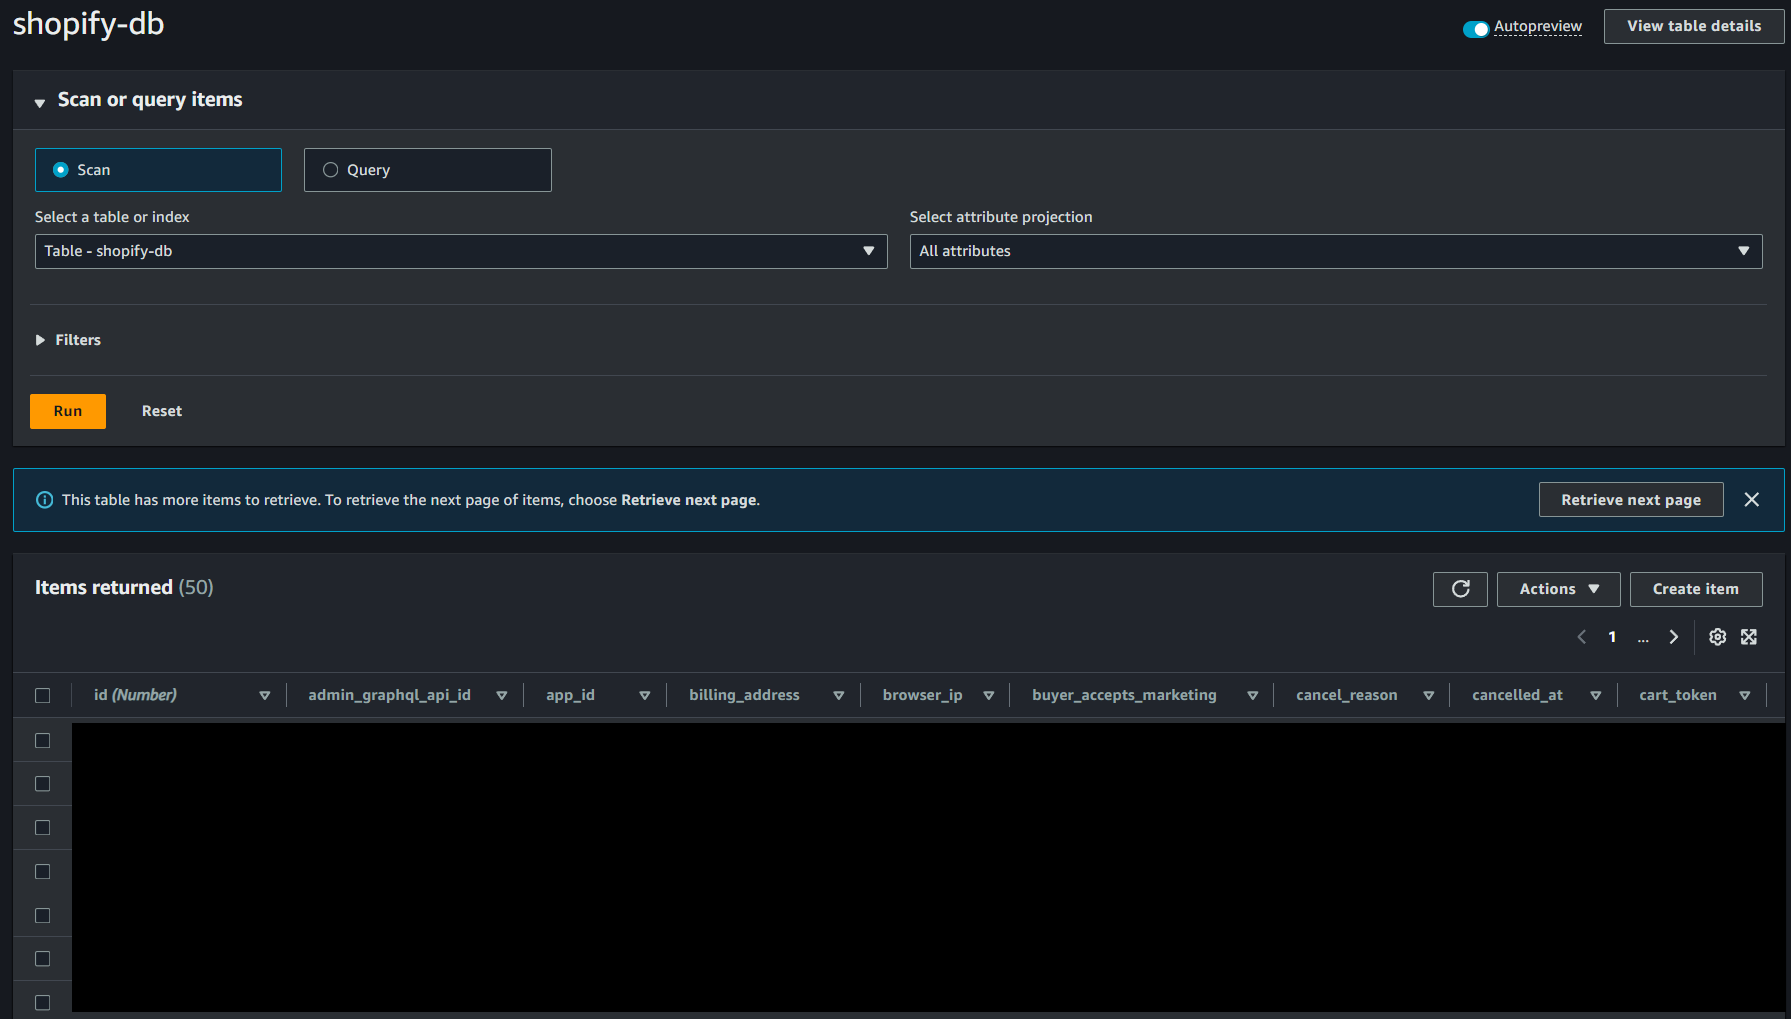 shopify-db
Autopreview
View table details
Scan or query items
Scan
Query
Select a table or index
Select attribute projection
Table - shopify-db
All attributes
Filters
Run
Reset
This table has more items to retrieve. To retrieve the next page of items, choose Retrieve next page.
Retrieve next page
Items returned (50)
Actions
Create item
1 ...
id (Number) admin_graphql_api_id app_id billing_address browser_ip buyer_accepts_marketing cancel_reason cancelled_at cart_token